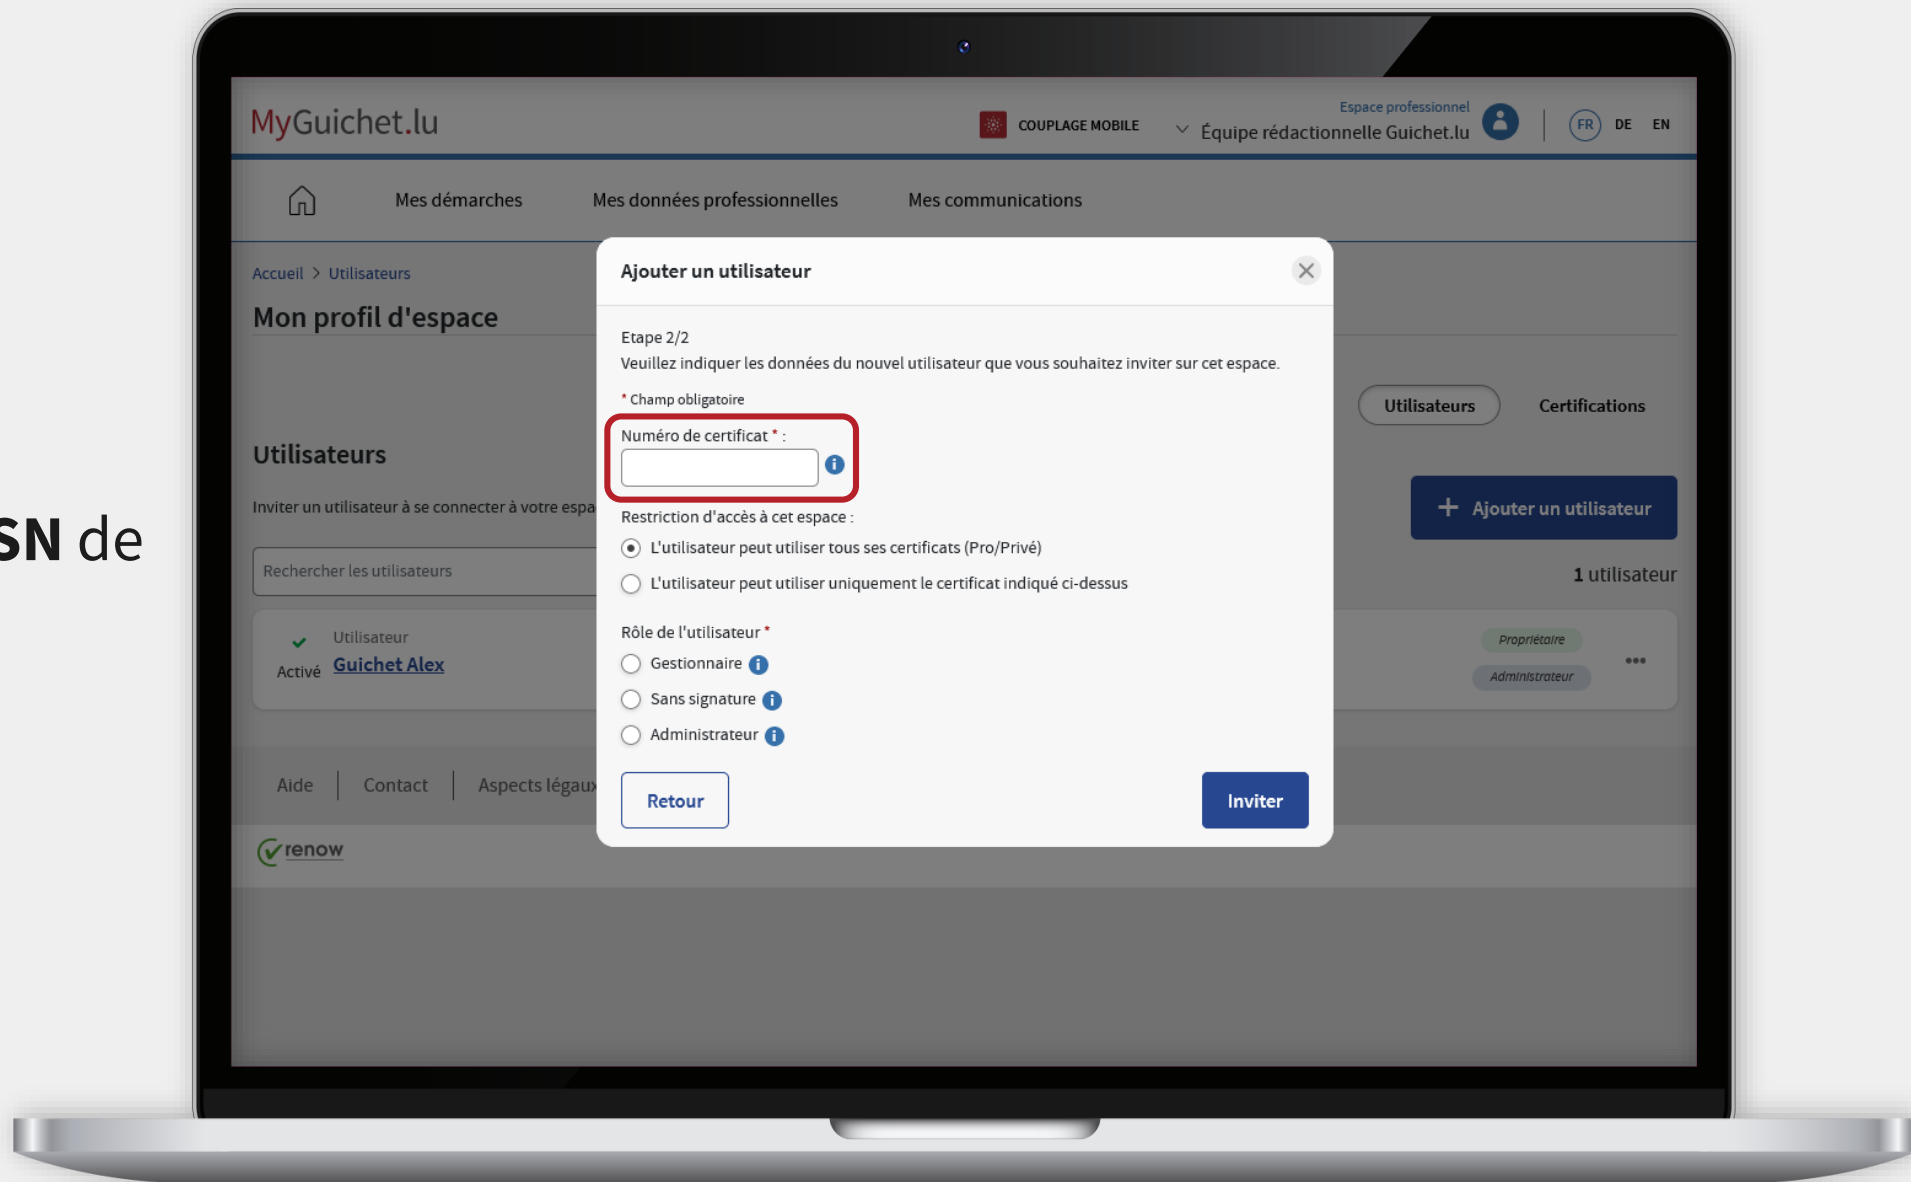 MyGuichet.lu
COUPLAGE MOBILE
Espace professionnel
Équipe rédactionnelle Guichet.lu
FR DE EN
Mes démarches Mes données professionnelles Mes communications
Accueil > Utilisateurs
Mon profil d'espace
Utilisateurs Certifications
Utilisateurs
Inviter un utilisateur à se connecter à votre espa
+ Ajouter un utilisateur
SN de
Rechercher les utilisateurs
1 utilisateur
Utilisateur
Activé Guichet Alex
Propriétaire
Administrateur
Aide Contact Aspects légaux
renow
Ajouter un utilisateur
Etape 2/2
Veuillez indiquer les données du nouvel utilisateur que vous souhaitez inviter sur cet espace.
* Champ obligatoire
Numéro de certificat * :
Restriction d'accès à cet espace :
L'utilisateur peut utiliser tous ses certificats (Pro/Privé)
L'utilisateur peut utiliser uniquement le certificat indiqué ci-dessus
Rôle de l'utilisateur *
Gestionnaire
Sans signature
Administrateur
Retour Inviter